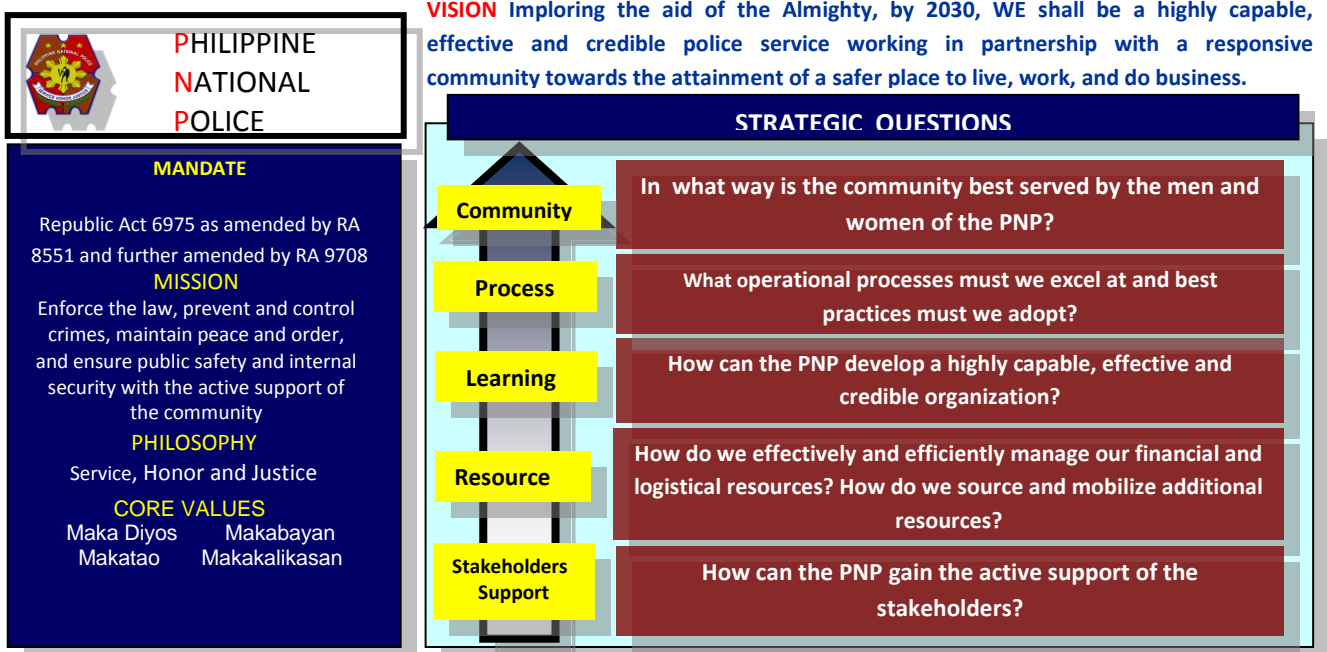 PHILIPPINE
NATIONAL
POLICE
VISION Imploring the aid of the Almighty, by 2030, WE shall be a highly capable,
effective and credible police service working in partnership with a responsive
community towards the attainment of a safer place to live, work, and do business.
MANDATE
Republic Act 6975 as amended by RA
8551 and further amended by RA 9708
MISSION
Enforce the law, prevent and control
crimes, maintain peace and order,
and ensure public safety and internal
security with the active support of
the community
PHILOSOPHY
Service, Honor and Justice
CORE VALUES
Maka Diyos Makabayan
Makatao Makakalikasan
STRATEGIC QUESTIONS
Community
In what way is the community best served by the men and
women of the PNP?
Process
What operational processes must we excel at and best
practices must we adopt?
Learning
How can the PNP develop a highly capable, effective and
credible organization?
Resource
How do we effectively and efficiently manage our financial and
logistical resources? How do we source and mobilize additional
resources?
Stakeholders
Support
How can the PNP gain the active support of the
stakeholders?